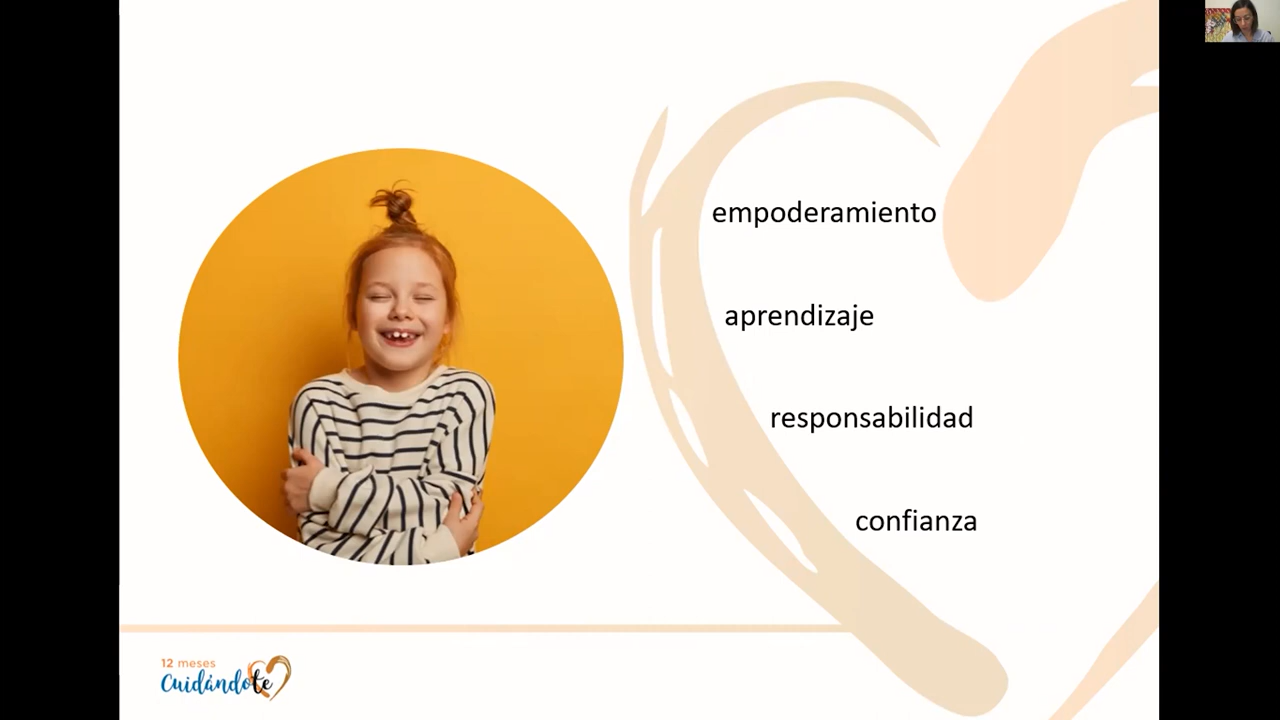 empoderamiento
aprendizaje
responsabilidad
confianza
12 meses
Cuidándote